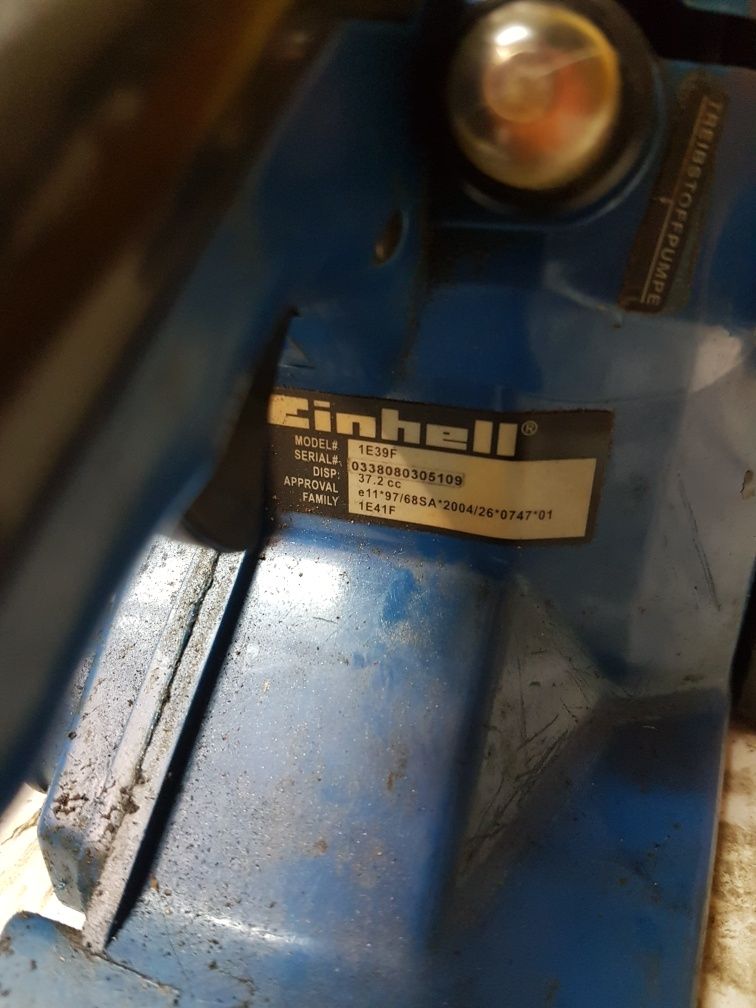 TREIBSTOFFPUMPE
Einhell®
MODEL# 1E39F
SERIAL#: 0338080305109
DISP: 37.2 cc
APPROVAL e11*97/68SA*2004/26*0747*01
FAMILY 1E41F